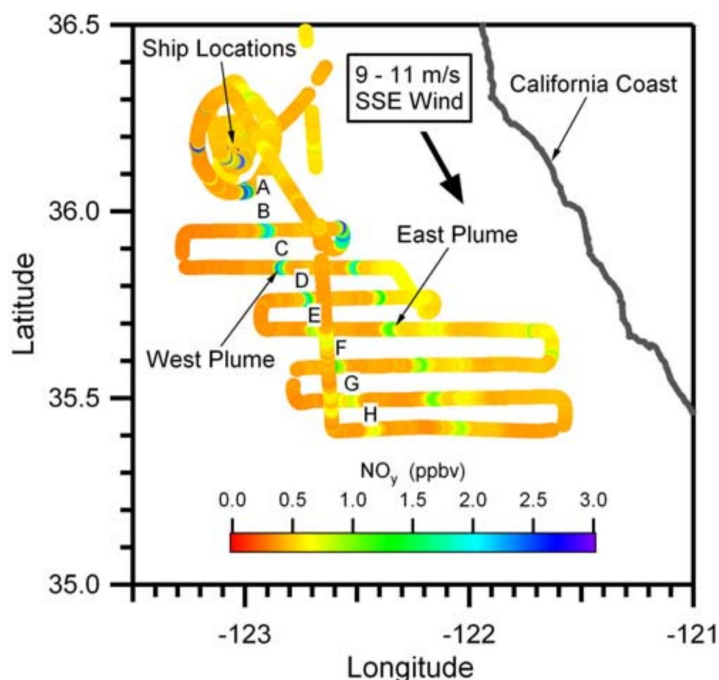 36.5
Ship Locations
9 - 11 m/s
SSE Wind
California Coast
A
36.0
B
East Plume
C
D
E
West Plume
F
G
35.5
H
NOy (ppbv)
0.0 0.5 1.0 1.5 2.0 2.5 3.0
35.0
-123 -122 -121
Longitude
Latitude